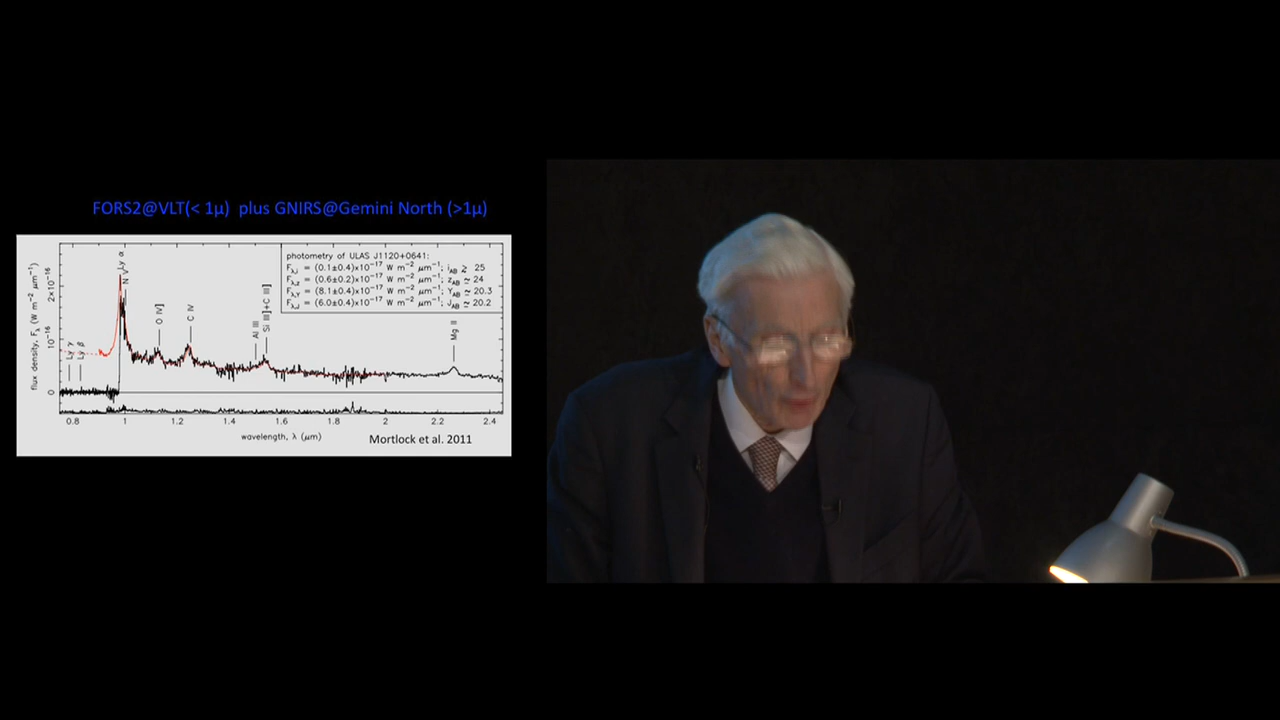 FORS2@VLT(< 1μ) plus GNIRS@Gemini North (>1μ)
photometry of ULAS J1120+0641:
F_λ,i = (0.1±0.4)×10⁻¹⁷ W m⁻² μm⁻¹; i_AB ≳ 25
F_λ,z = (0.6±0.2)×10⁻¹⁷ W m⁻² μm⁻¹; z_AB ≃ 24
F_λ,Y = (8.1±0.4)×10⁻¹⁷ W m⁻² μm⁻¹; Y_AB ≃ 20.3
F_λ,J = (6.0±0.4)×10⁻¹⁷ W m⁻² μm⁻¹; J_AB ≃ 20.2
flux density, F_λ (W m⁻² μm⁻¹)
2×10⁻¹⁶
10⁻¹⁶
0
Ly γ
Ly β
Ly α
N V
O I]
C IV
Al III
Si III]+C III]
Mg II
0.8 1 1.2 1.4 1.6 1.8 2 2.2 2.4
wavelength, λ (μm)
Mortlock et al. 2011